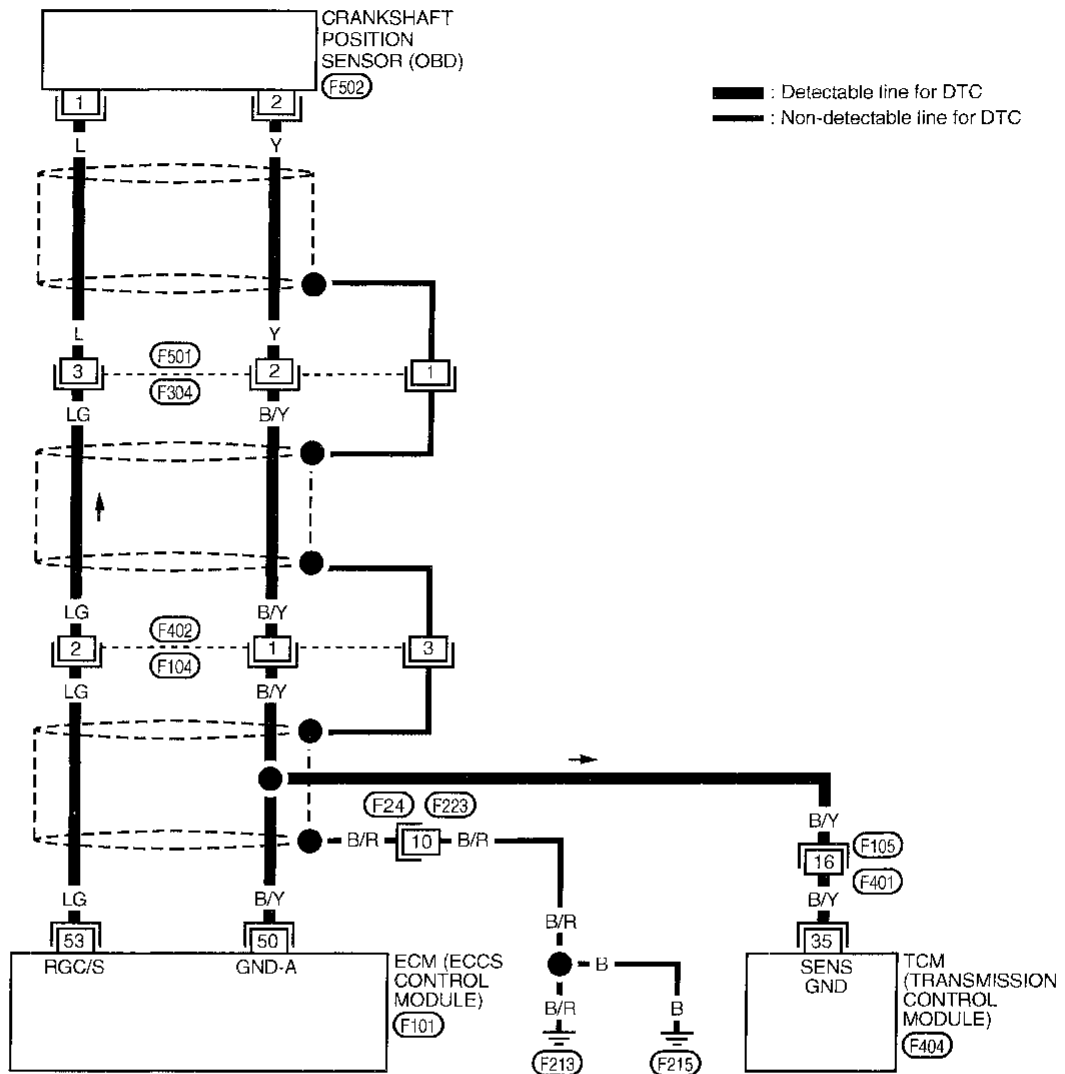 CRANKSHAFT
POSITION
SENSOR (OBD)
F502
1 2
: Detectable line for DTC
: Non-detectable line for DTC
L Y
L Y
3 F501 2 1
F304
LG B/Y
LG B/Y
2 F402 1 3
F104
LG B/Y
F24 F223
B/R 10 B/R
B/Y
16 F105
F401
LG B/Y B/Y
B/R
53 50 35
RGC/S GND-A
ECM (ECCS
CONTROL
MODULE)
F101
B
B/R B
F213 F215
SENS
GND
TCM
(TRANSMISSION
CONTROL
MODULE)
F404